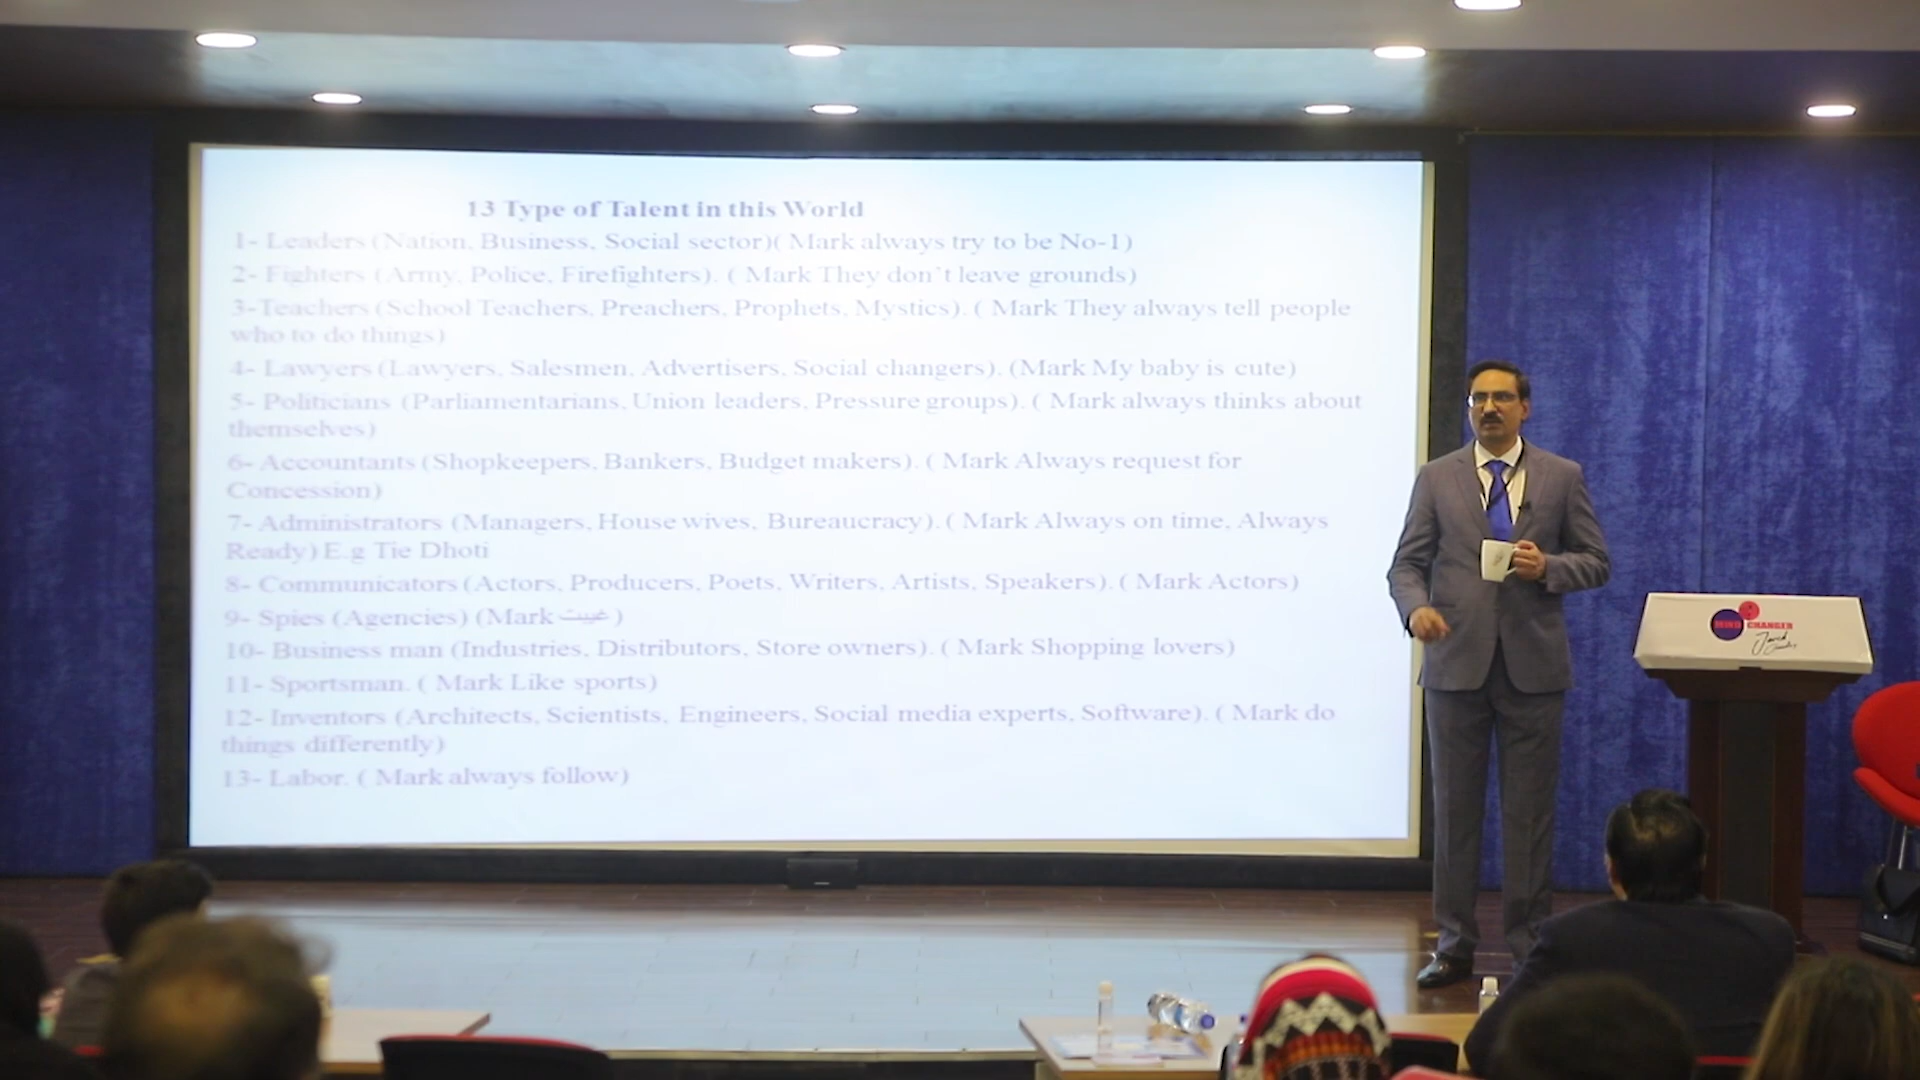 13 Type of Talent in this World
1- Leaders (Nation, Business, Social sector)( Mark always try to be No-1)
2- Fighters (Army, Police, Firefighters). ( Mark They don't leave grounds)
3-Teachers (School Teachers, Preachers, Prophets, Mystics). ( Mark They always tell people
who to do things)
4- Lawyers (Lawyers, Salesmen, Advertisers, Social changers). (Mark My baby is cute)
5- Politicians (Parliamentarians, Union leaders, Pressure groups). ( Mark always thinks about
themselves)
6- Accountants (Shopkeepers, Bankers, Budget makers). ( Mark Always request for
Concession)
7- Administrators (Managers, House wives, Bureaucracy). ( Mark Always on time, Always
Ready) E.g Tie Dhoti
8- Communicators (Actors, Producers, Poets, Writers, Artists, Speakers). ( Mark Actors)
9- Spies (Agencies) (Mark غیبت )
10- Business man (Industries, Distributors, Store owners). ( Mark Shopping lovers)
11- Sportsman. ( Mark Like sports)
12- Inventors (Architects, Scientists, Engineers, Social media experts, Software). ( Mark do
things differently)
13- Labor. ( Mark always follow)
MIND CHANGER
Javed